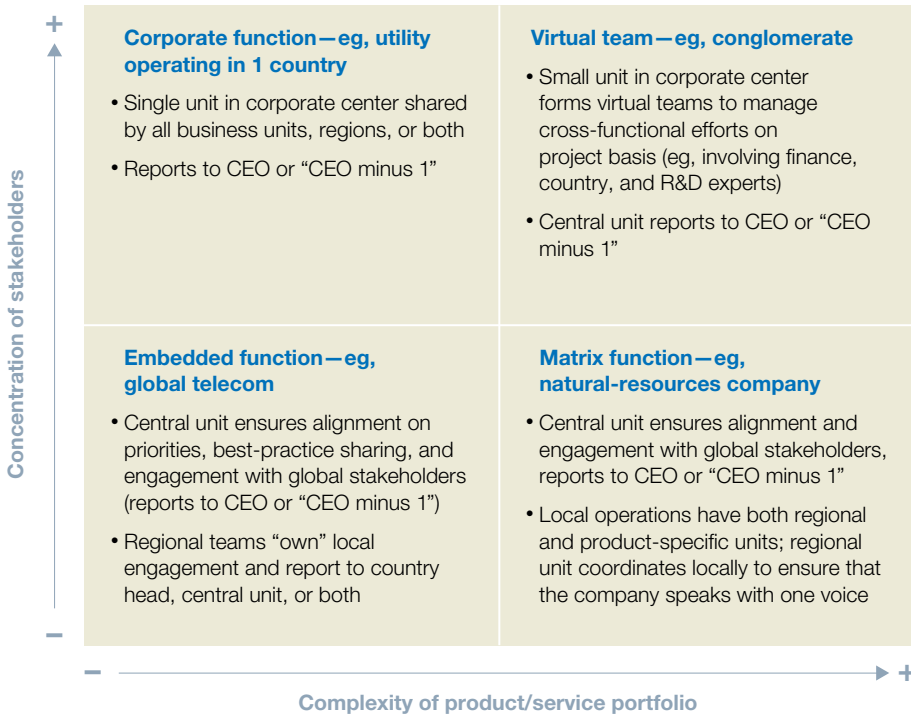 +
Concentration of stakeholders
−
Corporate function—eg, utility
operating in 1 country
• Single unit in corporate center shared
by all business units, regions, or both
• Reports to CEO or “CEO minus 1”
Virtual team—eg, conglomerate
• Small unit in corporate center
forms virtual teams to manage
cross-functional efforts on
project basis (eg, involving finance,
country, and R&D experts)
• Central unit reports to CEO or “CEO
minus 1”
Embedded function—eg,
global telecom
• Central unit ensures alignment on
priorities, best-practice sharing, and
engagement with global stakeholders
(reports to CEO or “CEO minus 1”)
• Regional teams “own” local
engagement and report to country
head, central unit, or both
Matrix function—eg,
natural-resources company
• Central unit ensures alignment and
engagement with global stakeholders,
reports to CEO or “CEO minus 1”
• Local operations have both regional
and product-specific units; regional
unit coordinates locally to ensure that
the company speaks with one voice
− +
Complexity of product/service portfolio